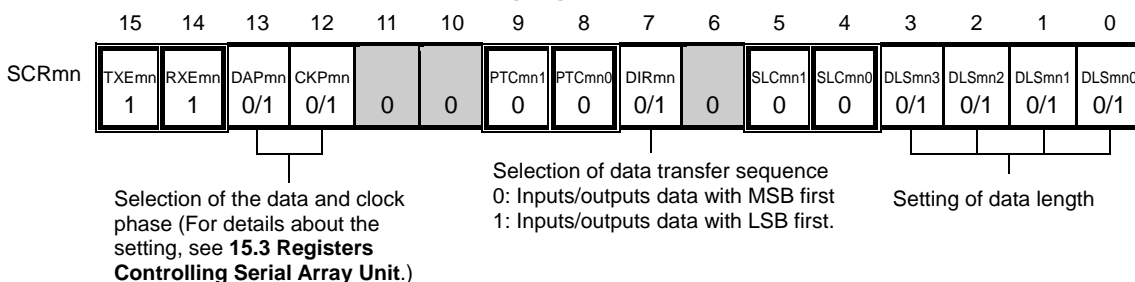 15 14 13 12 11 10 9 8 7 6 5 4 3 2 1 0
SCRmn TXEmn RXEmn DAPmn CKPmn PTCmn1 PTCmn0 DIRmn SLCmn1 SLCmn0 DLSmn3 DLSmn2 DLSmn1 DLSmn0
1 1 0/1 0/1 0 0 0 0 0/1 0 0 0 0/1 0/1 0/1 0/1
Selection of the data and clock
phase (For details about the
setting, see 15.3 Registers
Controlling Serial Array Unit.)
Selection of data transfer sequence
0: Inputs/outputs data with MSB first
1: Inputs/outputs data with LSB first.
Setting of data length